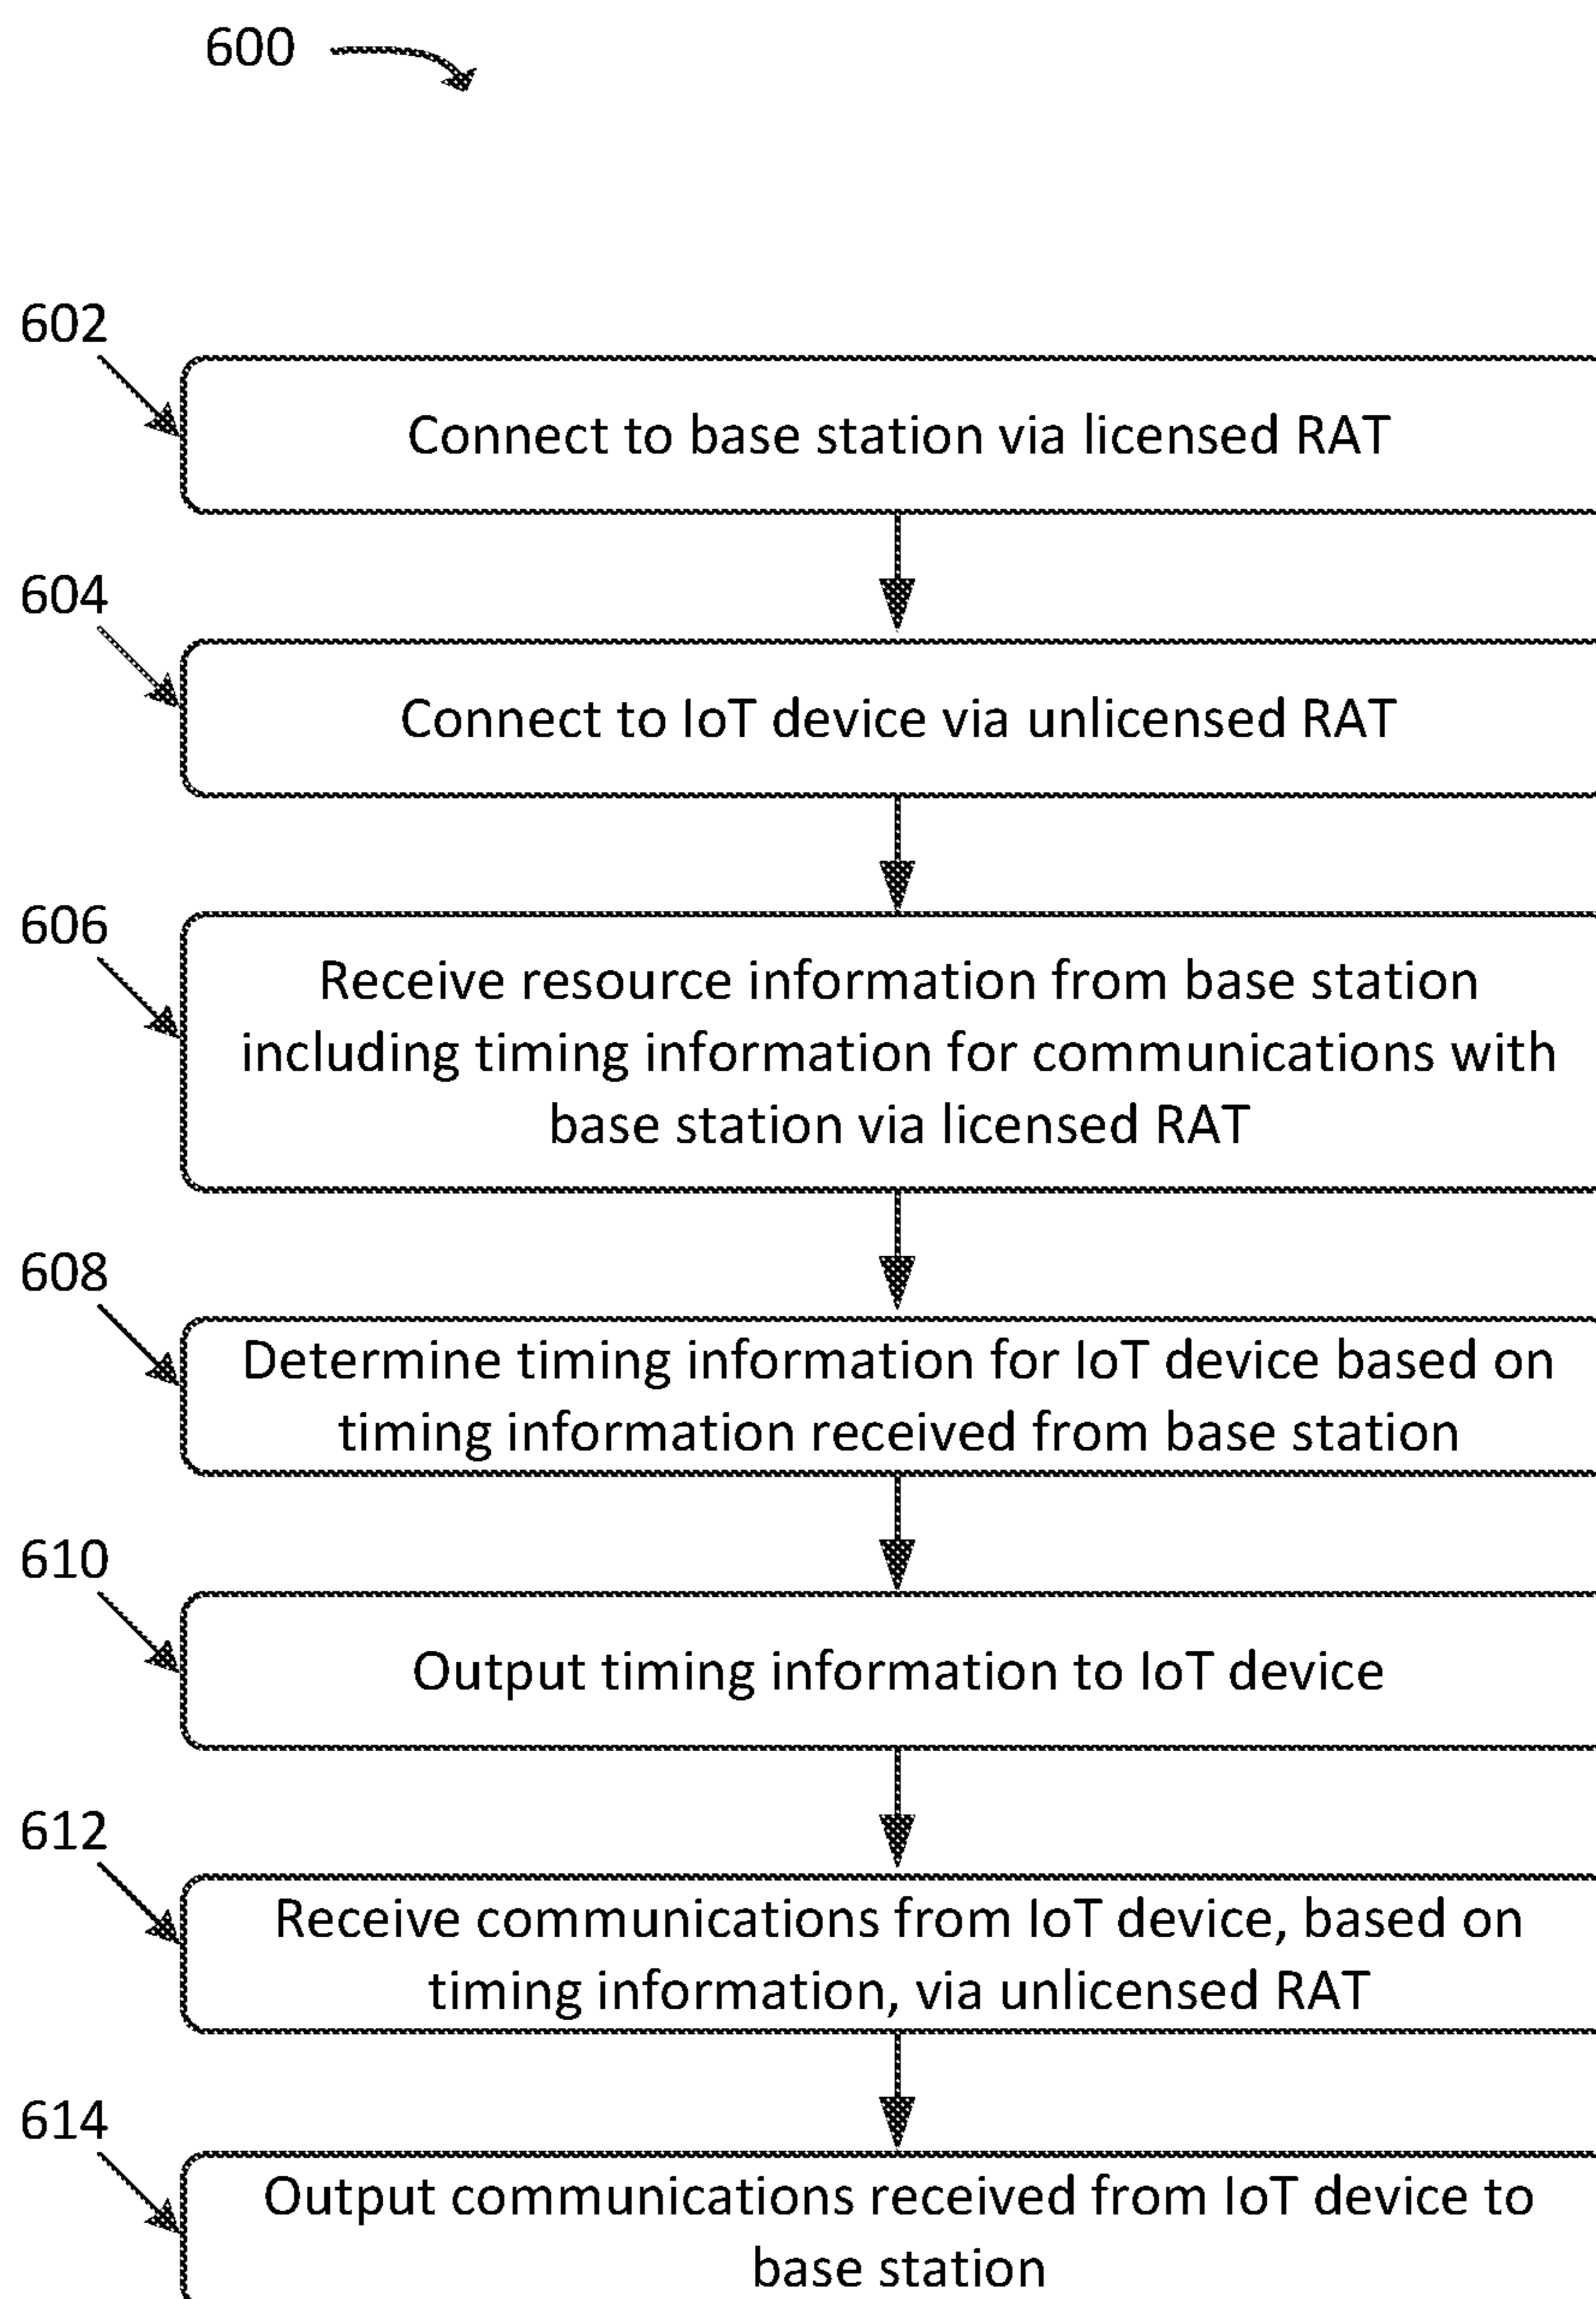 600
602
Connect to base station via licensed RAT
604
Connect to IoT device via unlicensed RAT
606
Receive resource information from base station
including timing information for communications with
base station via licensed RAT
608
Determine timing information for IoT device based on
timing information received from base station
610
Output timing information to IoT device
612
Receive communications from IoT device, based on
timing information, via unlicensed RAT
614
Output communications received from IoT device to
base station